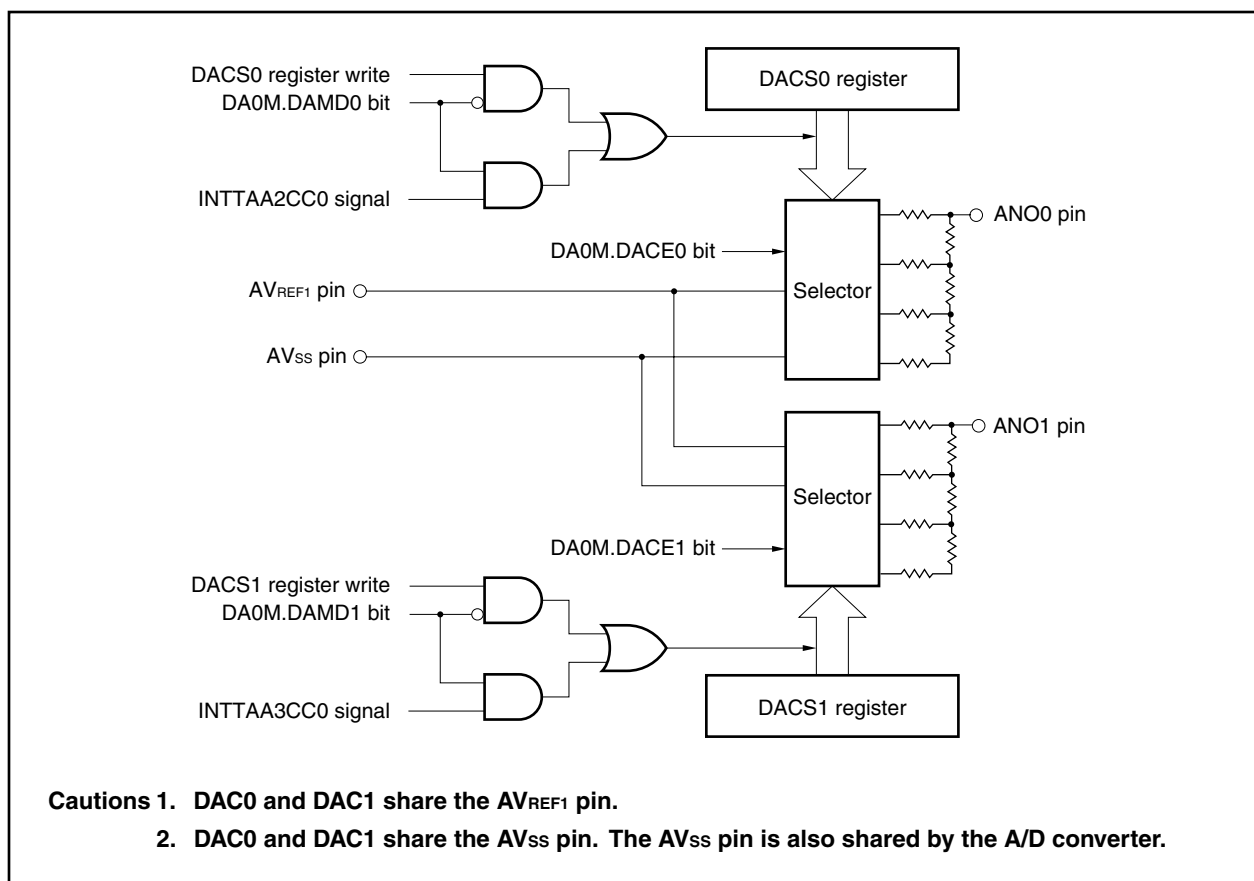 DACS0 register write
DA0M.DAMD0 bit
INTTAA2CC0 signal
DACS0 register
DA0M.DACE0 bit
Selector
ANO0 pin
AVREF1 pin
AVSS pin
ANO1 pin
Selector
DA0M.DACE1 bit
DACS1 register write
DA0M.DAMD1 bit
INTTAA3CC0 signal
DACS1 register
Cautions 1. DAC0 and DAC1 share the AVREF1 pin.
2. DAC0 and DAC1 share the AVSS pin. The AVSS pin is also shared by the A/D converter.